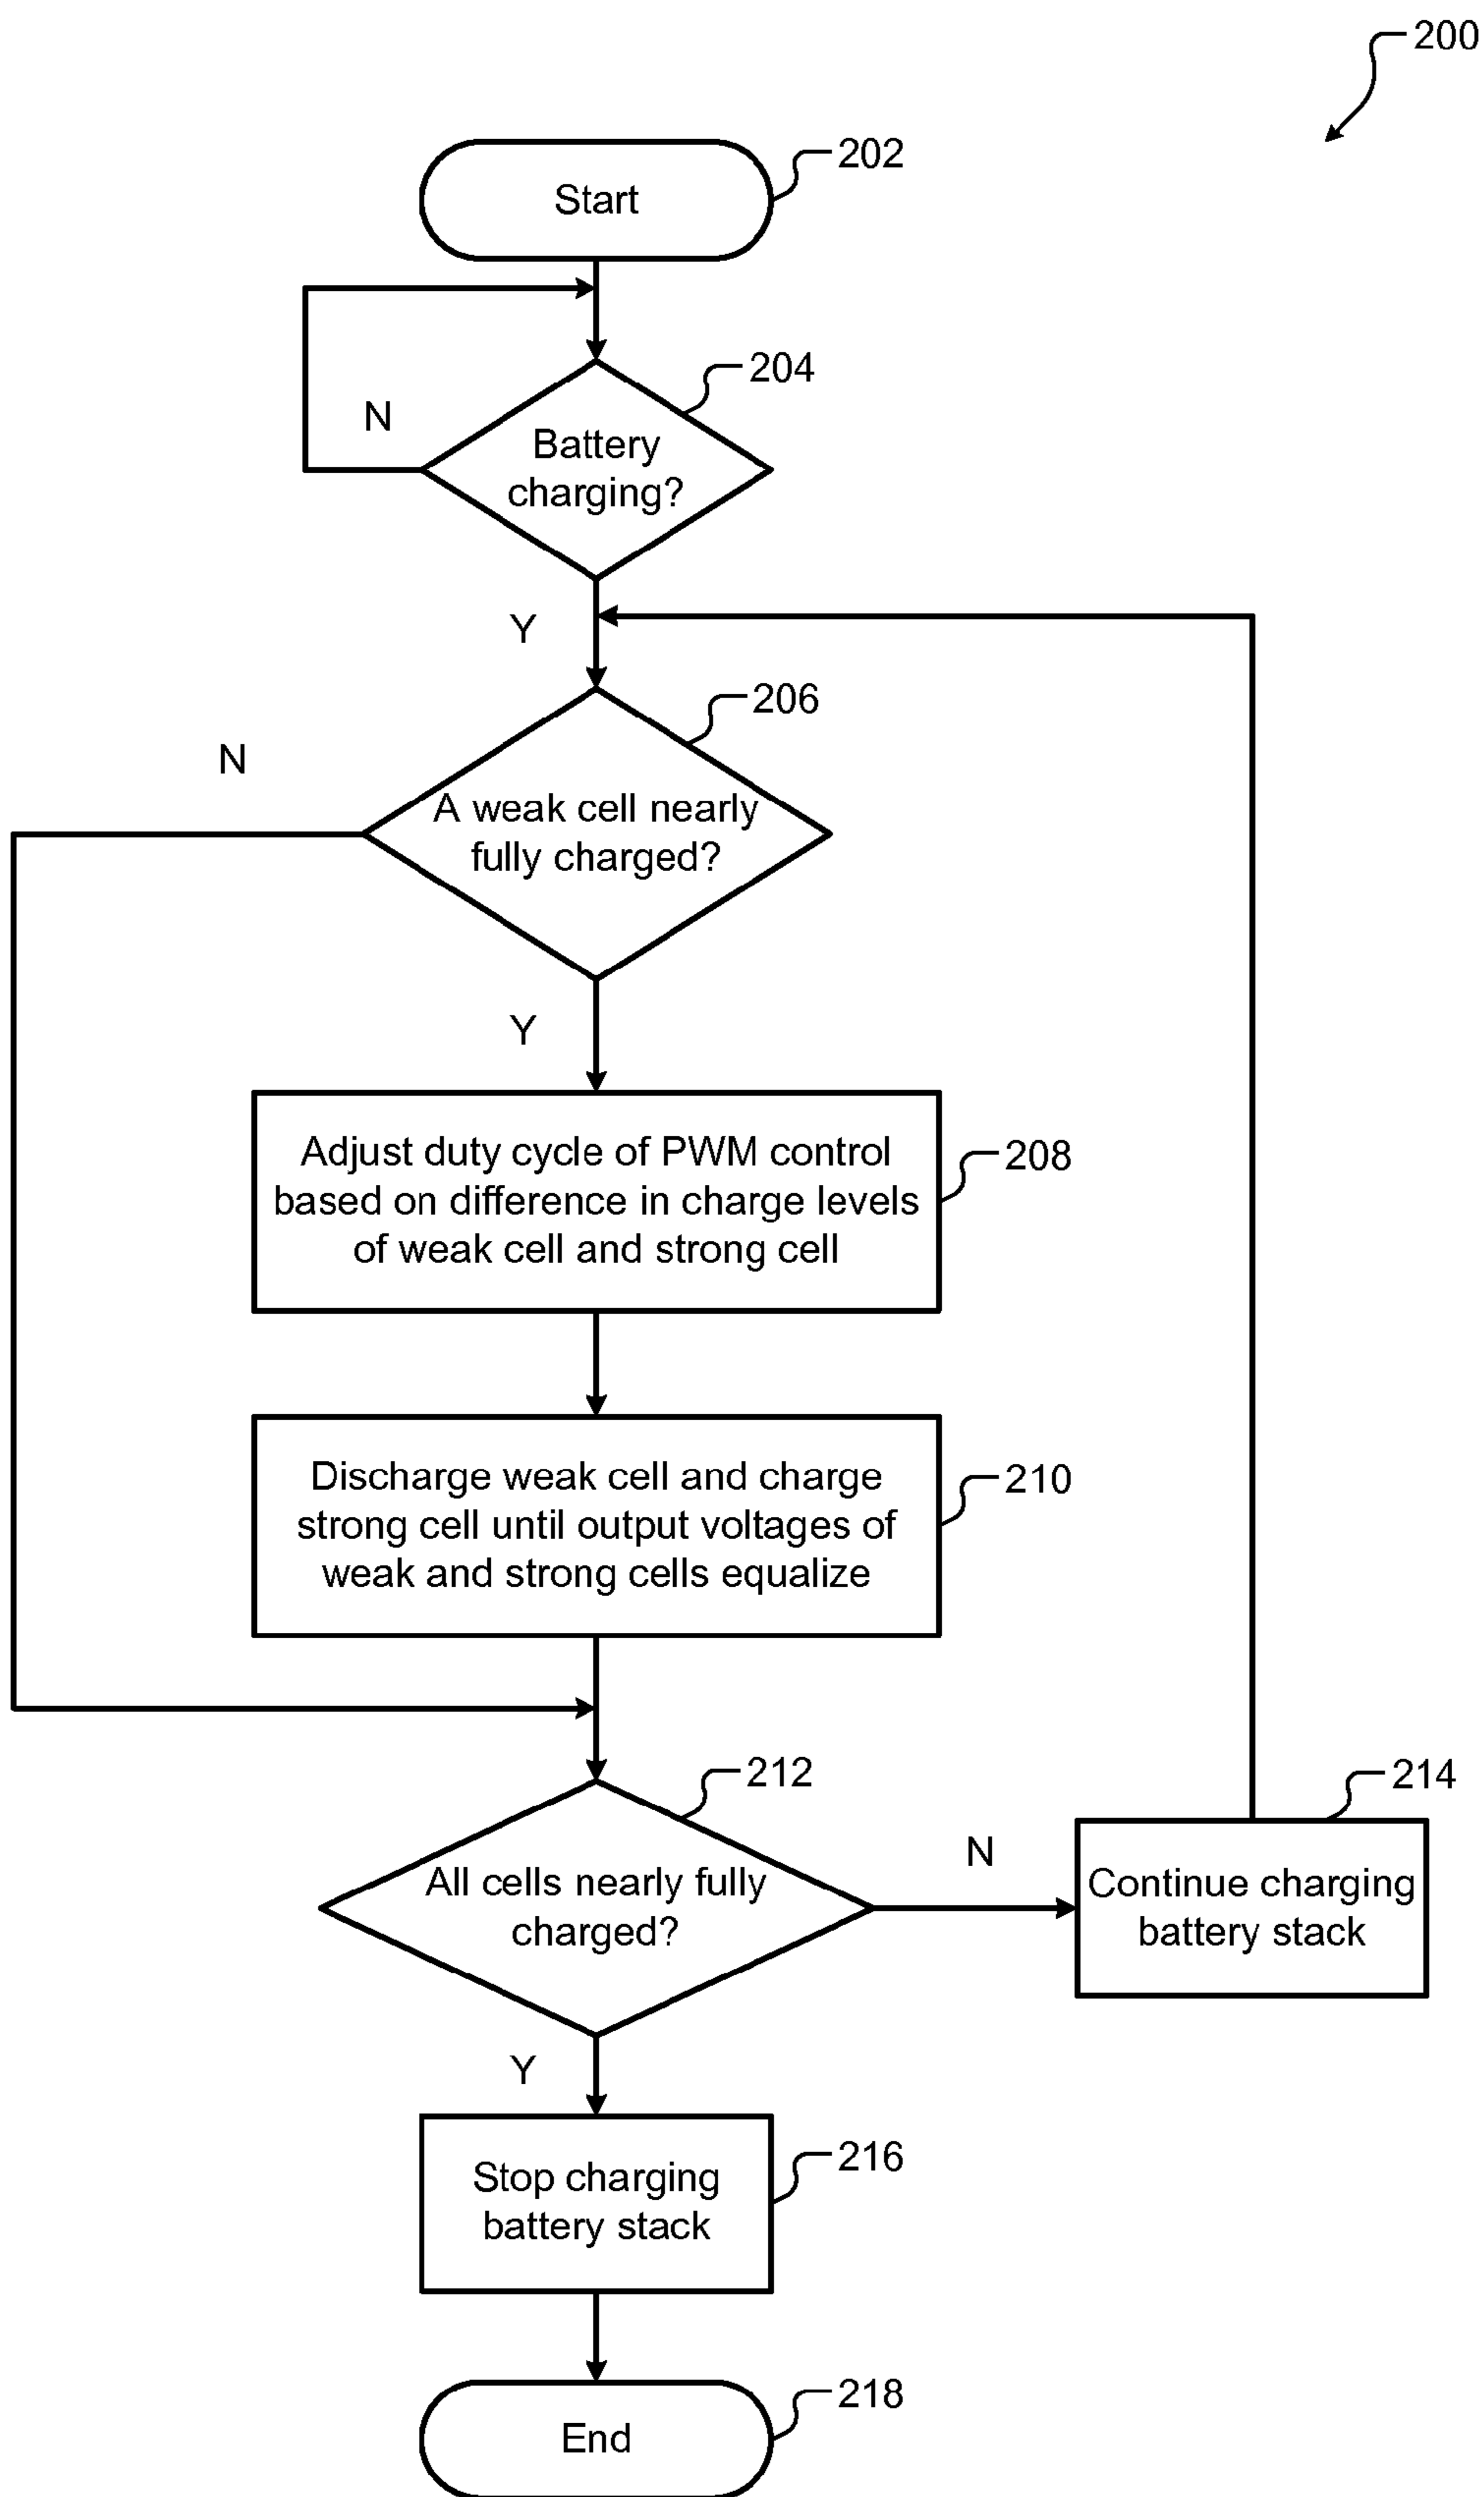 200
202
Start
204
N
Battery
charging?
Y
206
N
A weak cell nearly
fully charged?
Y
Adjust duty cycle of PWM control
based on difference in charge levels
of weak cell and strong cell
208
Discharge weak cell and charge
strong cell until output voltages of
weak and strong cells equalize
210
212
214
N
All cells nearly fully
charged?
Continue charging
battery stack
Y
Stop charging
battery stack
216
End
218